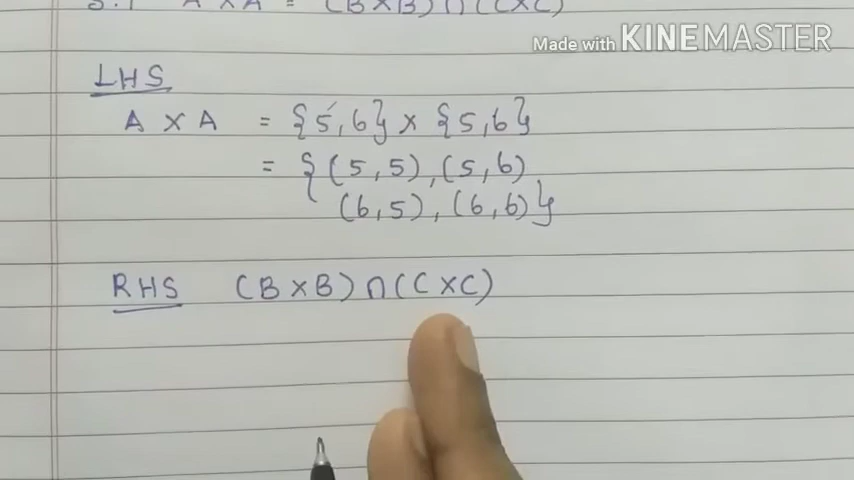 S.T A × A = (B×B)∩(C×C)
Made with KINEMASTER
LHS
A × A = {5,6} × {5,6}
= {(5,5),(5,6)
(6,5),(6,6)}
RHS (B×B)∩(C×C)